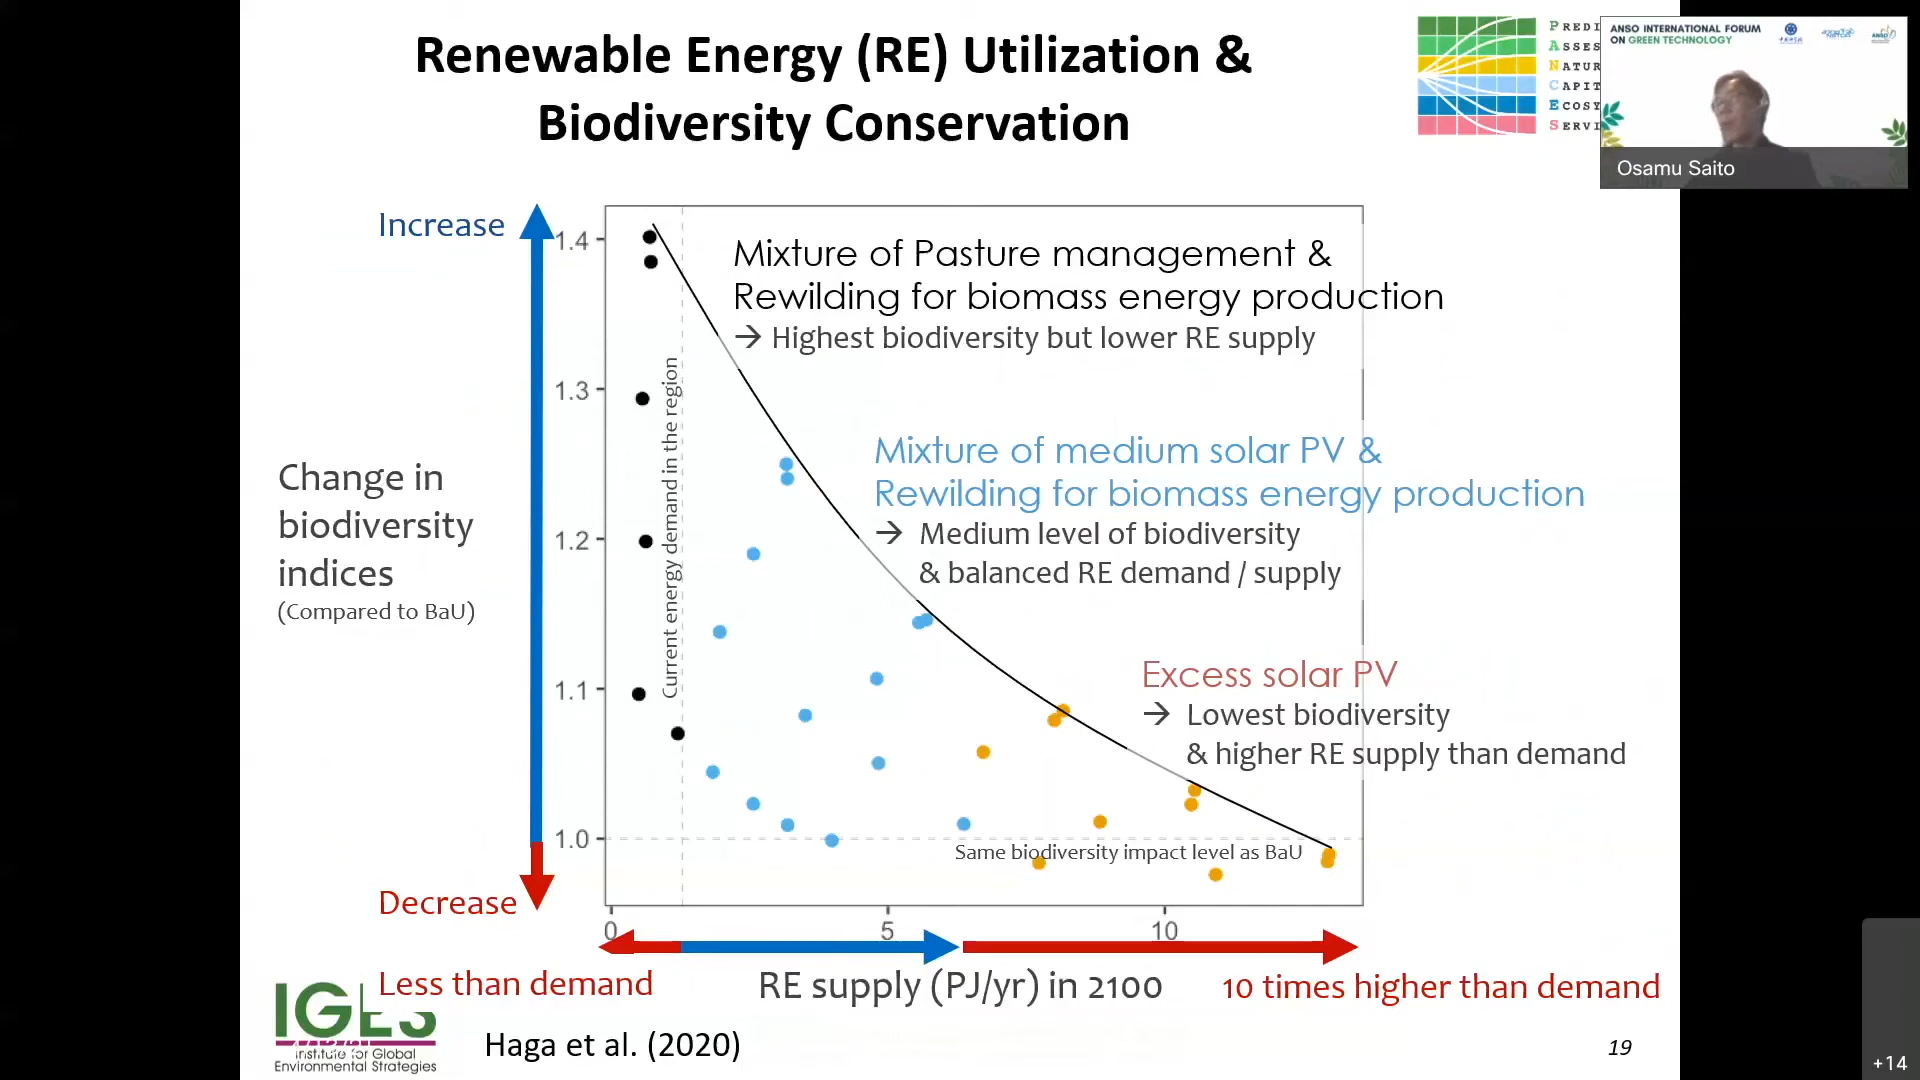 Renewable Energy (RE) Utilization &
Biodiversity Conservation
PREDI
ASSES
NATUR
CAPIT
ECOSY
SERVI
ANSO INTERNATIONAL FORUM
ON GREEN TECHNOLOGY
Osamu Saito
Increase
1.4
Mixture of Pasture management &
Rewilding for biomass energy production
→ Highest biodiversity but lower RE supply
1.3
Current energy demand in the region
Mixture of medium solar PV &
Rewilding for biomass energy production
→ Medium level of biodiversity
& balanced RE demand / supply
Change in
biodiversity
indices
(Compared to BaU)
1.2
1.1
Excess solar PV
→ Lowest biodiversity
& higher RE supply than demand
1.0
Same biodiversity impact level as BaU
Decrease
0
5
10
Less than demand
RE supply (PJ/yr) in 2100
10 times higher than demand
IGES
Institute for Global
Environmental Strategies
Haga et al. (2020)
19
+14